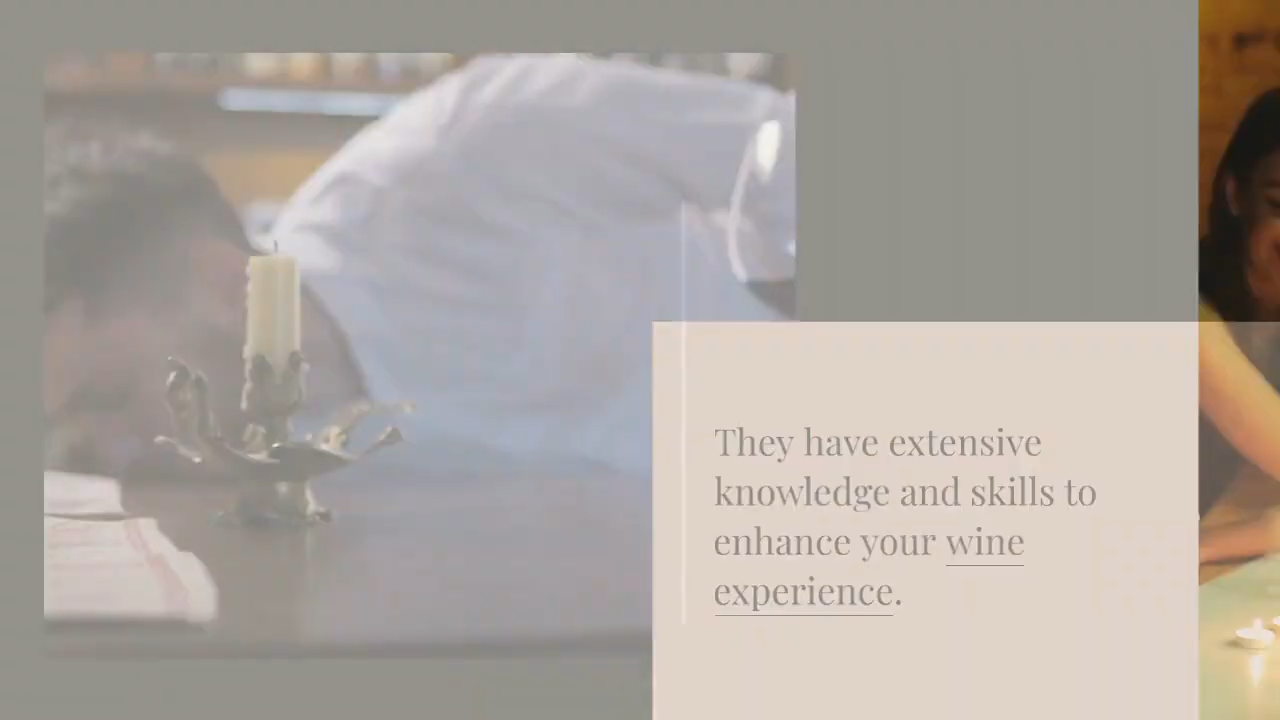 They have extensive
knowledge and skills to
enhance your wine
experience.